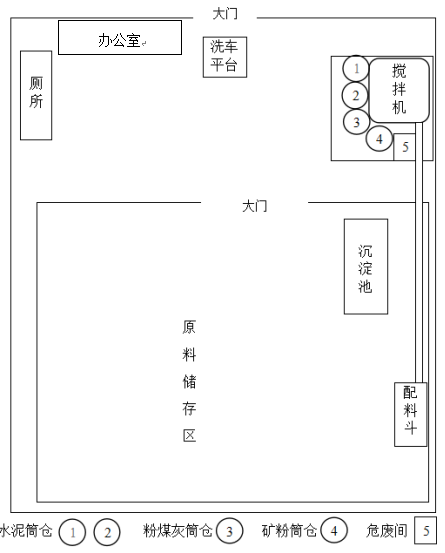 大门
办公室
洗车
平台
厕
所
1
2
3
4
5
搅
拌
机
大门
沉
淀
池
原
料
储
存
区
配
料
斗
水泥筒仓 1 2 粉煤灰筒仓 3 矿粉筒仓 4 危废间 5